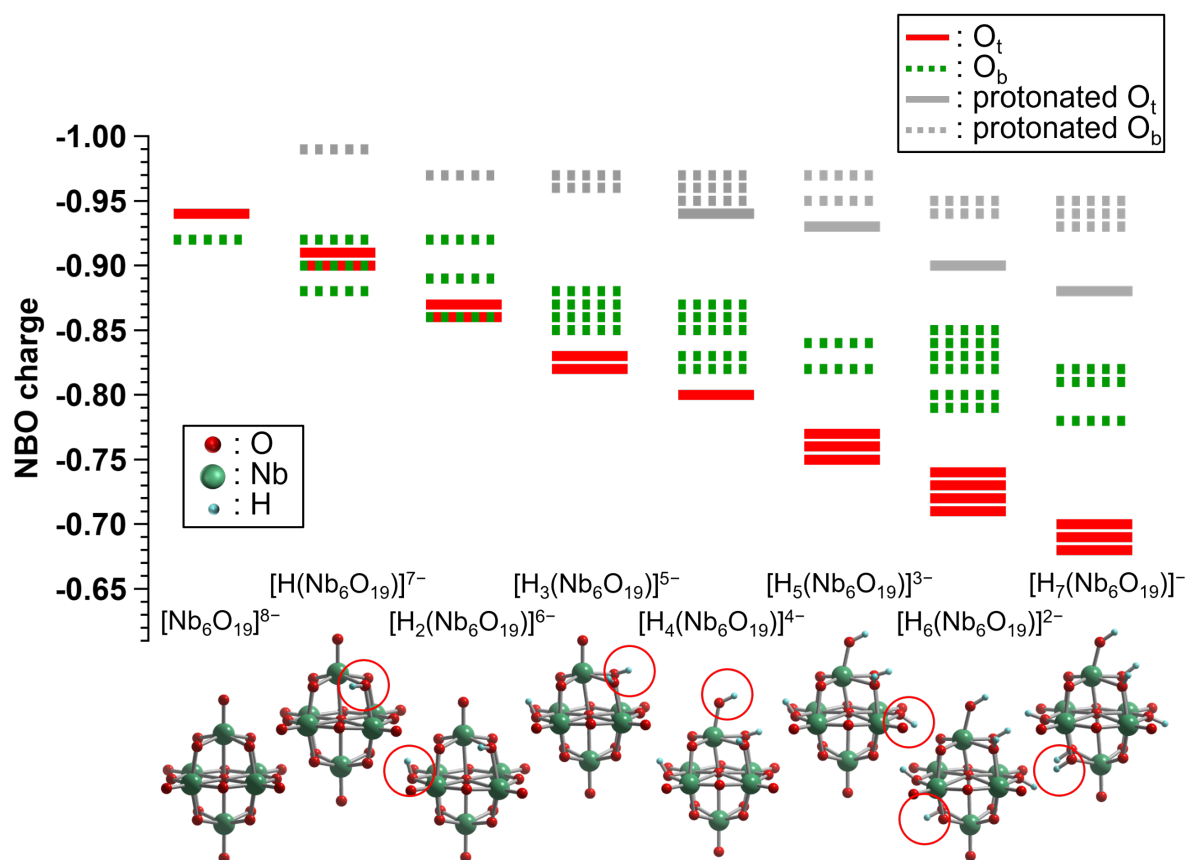 : Oₜ
: O_b
: protonated Oₜ
: protonated O_b
NBO charge
-1.00
-0.95
-0.90
-0.85
-0.80
-0.75
-0.70
-0.65
: O
: Nb
: H
[Nb₆O₁₉]⁸⁻
[H(Nb₆O₁₉)]⁷⁻
[H₂(Nb₆O₁₉)]⁶⁻
[H₃(Nb₆O₁₉)]⁵⁻
[H₄(Nb₆O₁₉)]⁴⁻
[H₅(Nb₆O₁₉)]³⁻
[H₆(Nb₆O₁₉)]²⁻
[H₇(Nb₆O₁₉)]⁻